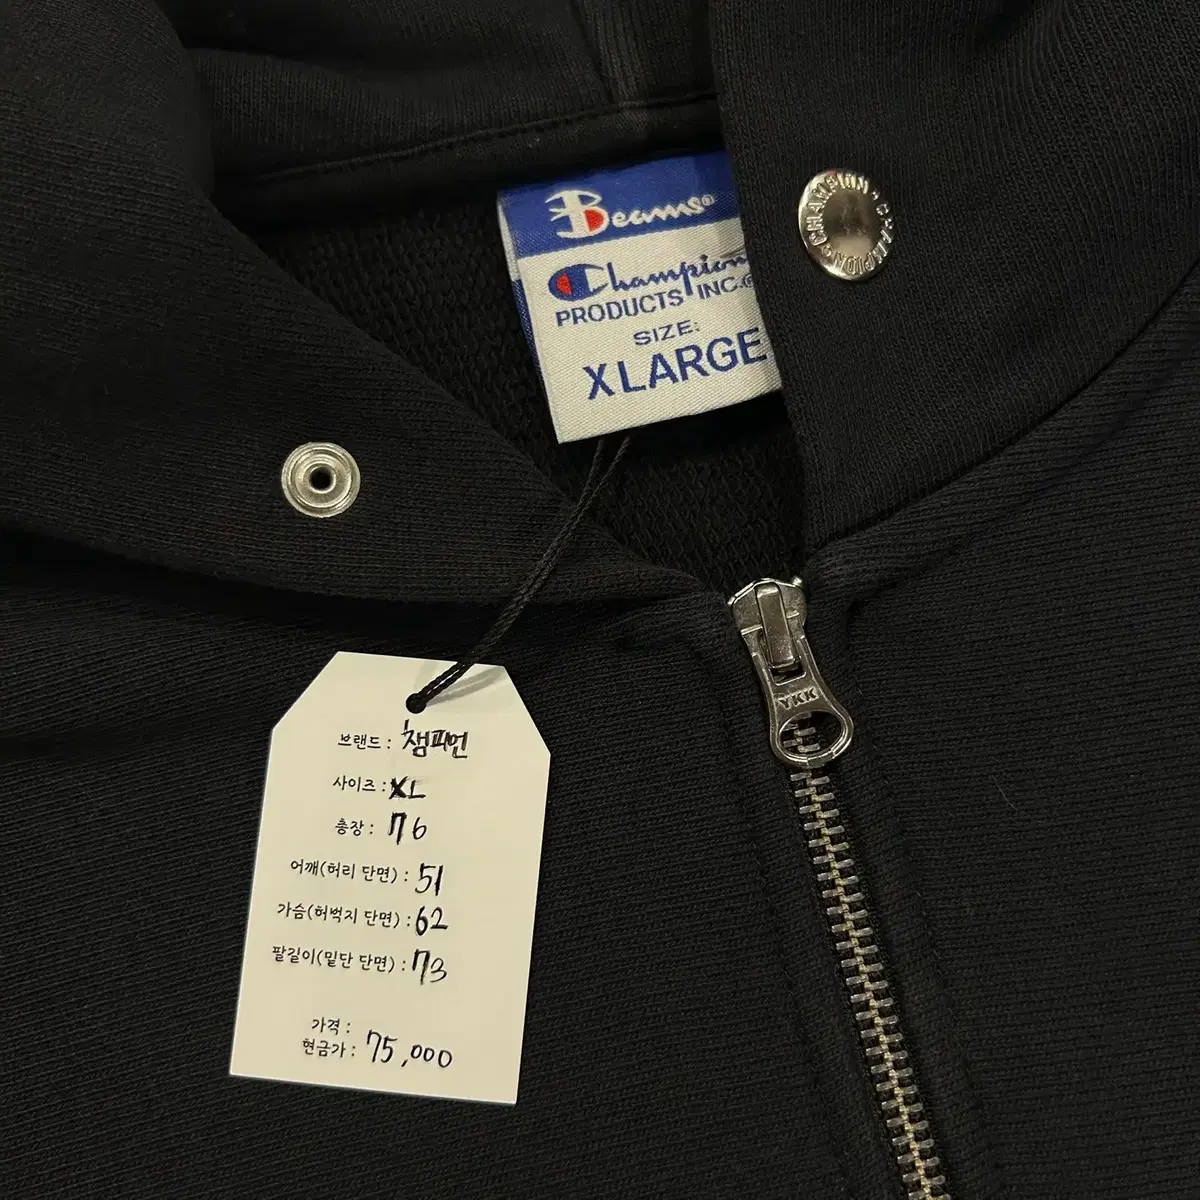 Beams®
Champion
PRODUCTS INC.©
SIZE:
XLARGE
CHAMPION • CHAMPION •
YKK
브랜드 : 챔피언
사이즈 : XL
총장 : 76
어깨(허리 단면) : 51
가슴(허벅지 단면) : 62
팔길이(밑단 단면) : 73
가격 :
현금가 : 75,000